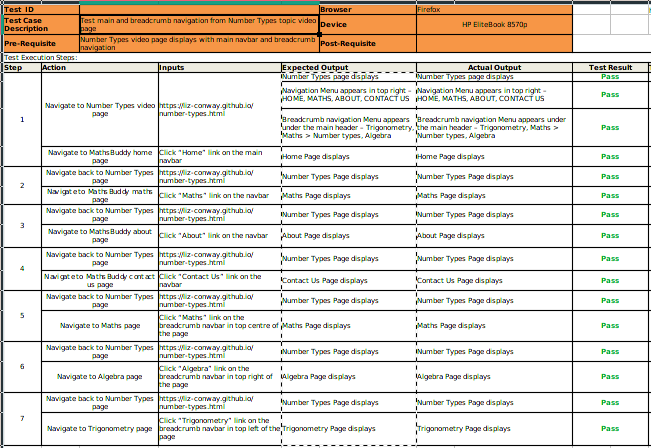 Test ID
Browser
Firefox
Test Case Description
Test main and breadcrumb navigation from Number Types topic video page
Device
HP EliteBook 8570p
Pre-Requisite
Number Types video page displays with main navbar and breadcrumb navigation
Post-Requisite
Test Execution Steps:
Step Action Inputs Expected Output Actual Output Test Result
1
Navigate to Number Types video page
https://liz-conway.github.io/number-types.html
Number Types page displays
Number Types page displays
Pass
Navigation Menu appears in top right – HOME, MATHS, ABOUT, CONTACT US
Navigation Menu appears in top right – HOME, MATHS, ABOUT, CONTACT US
Pass
Breadcrumb navigation Menu appears under the main header – Trigonometry, Maths > Number types, Algebra
Breadcrumb navigation Menu appears under the main header – Trigonometry, Maths > Number types, Algebra
Pass
Navigate to MathsBuddy home page
Click "Home" link on the main navbar
Home Page displays
Home Page displays
Pass
2
Navigate back to Number Types page
https://liz-conway.github.io/number-types.html
Number Types Page displays
Number Types Page displays
Pass
Navigate to MathsBuddy maths page
Click "Maths" link on the navbar
Maths Page displays
Maths Page displays
Pass
3
Navigate back to Number Types page
https://liz-conway.github.io/number-types.html
Number Types Page displays
Number Types Page displays
Pass
Navigate to MathsBuddy about page
Click "About" link on the navbar
About Page displays
About Page displays
Pass
4
Navigate back to Number Types page
https://liz-conway.github.io/number-types.html
Number Types Page displays
Number Types Page displays
Pass
Navigate to MathsBuddy contact us page
Click "Contact Us" link on the navbar
Contact Us Page displays
Contact Us Page displays
Pass
5
Navigate back to Number Types page
https://liz-conway.github.io/number-types.html
Number Types Page displays
Number Types Page displays
Pass
Navigate to Maths page
Click "Maths" link on the breadcrumb navbar in top centre of the page
Maths Page displays
Maths Page displays
Pass
6
Navigate back to Number Types page
https://liz-conway.github.io/number-types.html
Number Types Page displays
Number Types Page displays
Pass
Navigate to Algebra page
Click "Algebra" link on the breadcrumb navbar in top right of the page
Algebra Page displays
Algebra Page displays
Pass
7
Navigate back to Number Types page
https://liz-conway.github.io/number-types.html
Number Types Page displays
Number Types Page displays
Pass
Navigate to Trigonometry page
Click "Trigonometry" link on the breadcrumb navbar in top left of the page
Trigonometry Page displays
Trigonometry Page displays
Pass